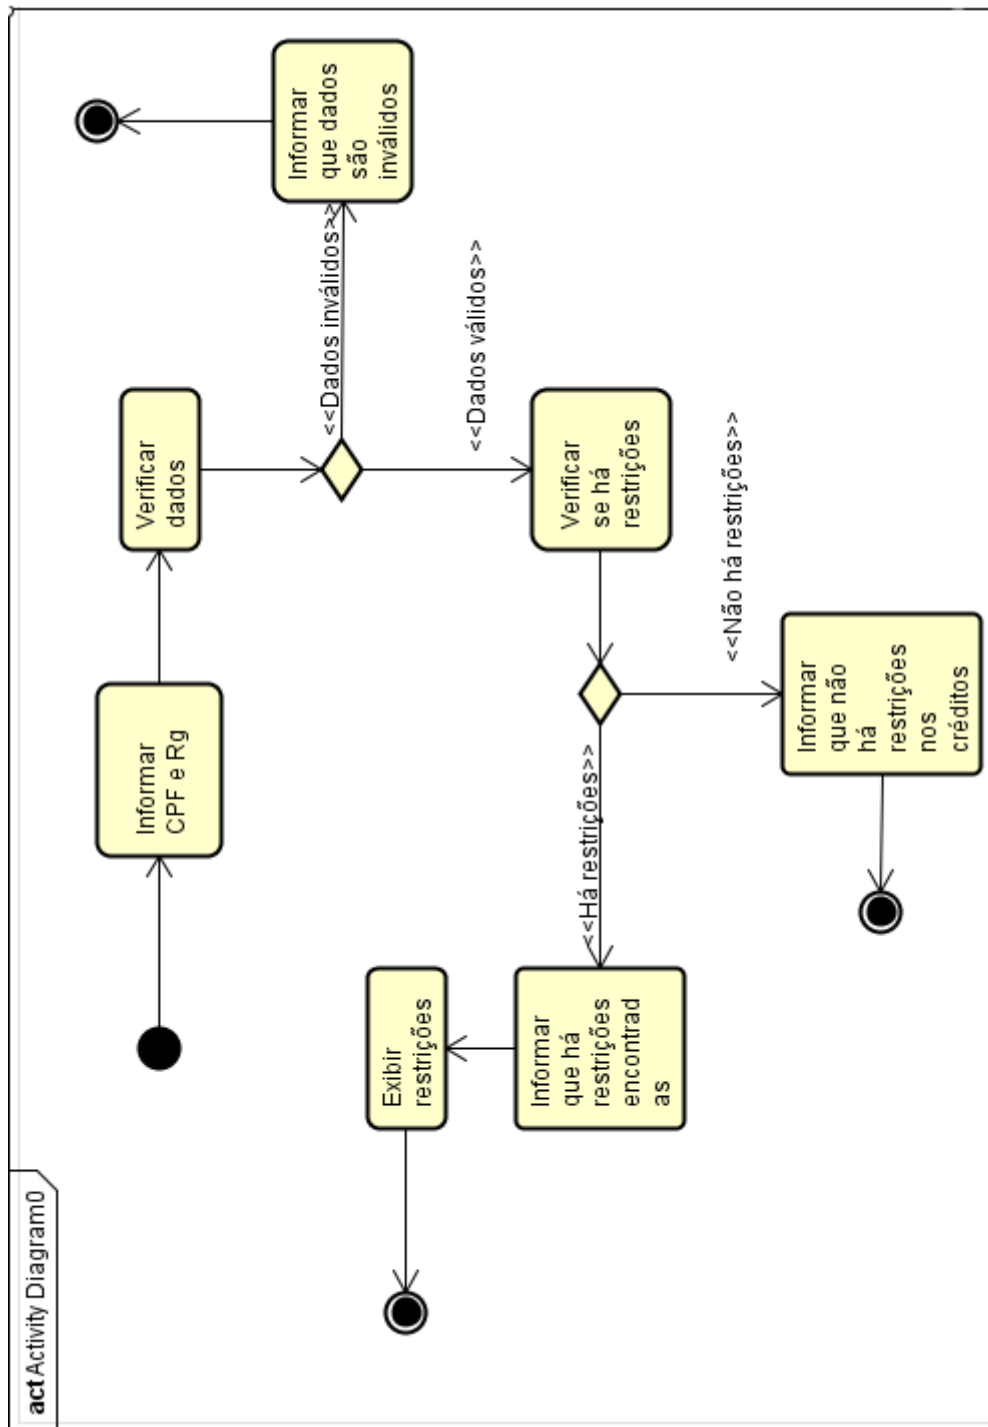 act Activity Diagram0
Informar
CPF e Rg
Verificar
dados
<<Dados inválidos>>
Informar
que dados
são
inválidos
<<Dados válidos>>
Verificar
se há
restrições
<<Há restrições>>
Informar
que há
restrições
encontrad
as
Exibir
restrições
<<Não há restrições>>
Informar
que não
há
restrições
nos
créditos